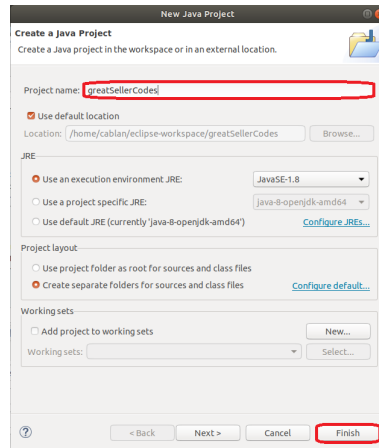 New Java Project
Create a Java Project
Create a Java project in the workspace or in an external location.
Project name: greatSellerCodes
Use default location
Location: /home/cablan/eclipse-workspace/greatSellerCodes Browse...
JRE
Use an execution environment JRE: JavaSE-1.8
Use a project specific JRE: java-8-openjdk-amd64
Use default JRE (currently 'java-8-openjdk-amd64') Configure JREs...
Project layout
Use project folder as root for sources and class files
Create separate folders for sources and class files Configure default...
Working sets
Add project to working sets New...
Working sets: Select...
? < Back Next > Cancel Finish